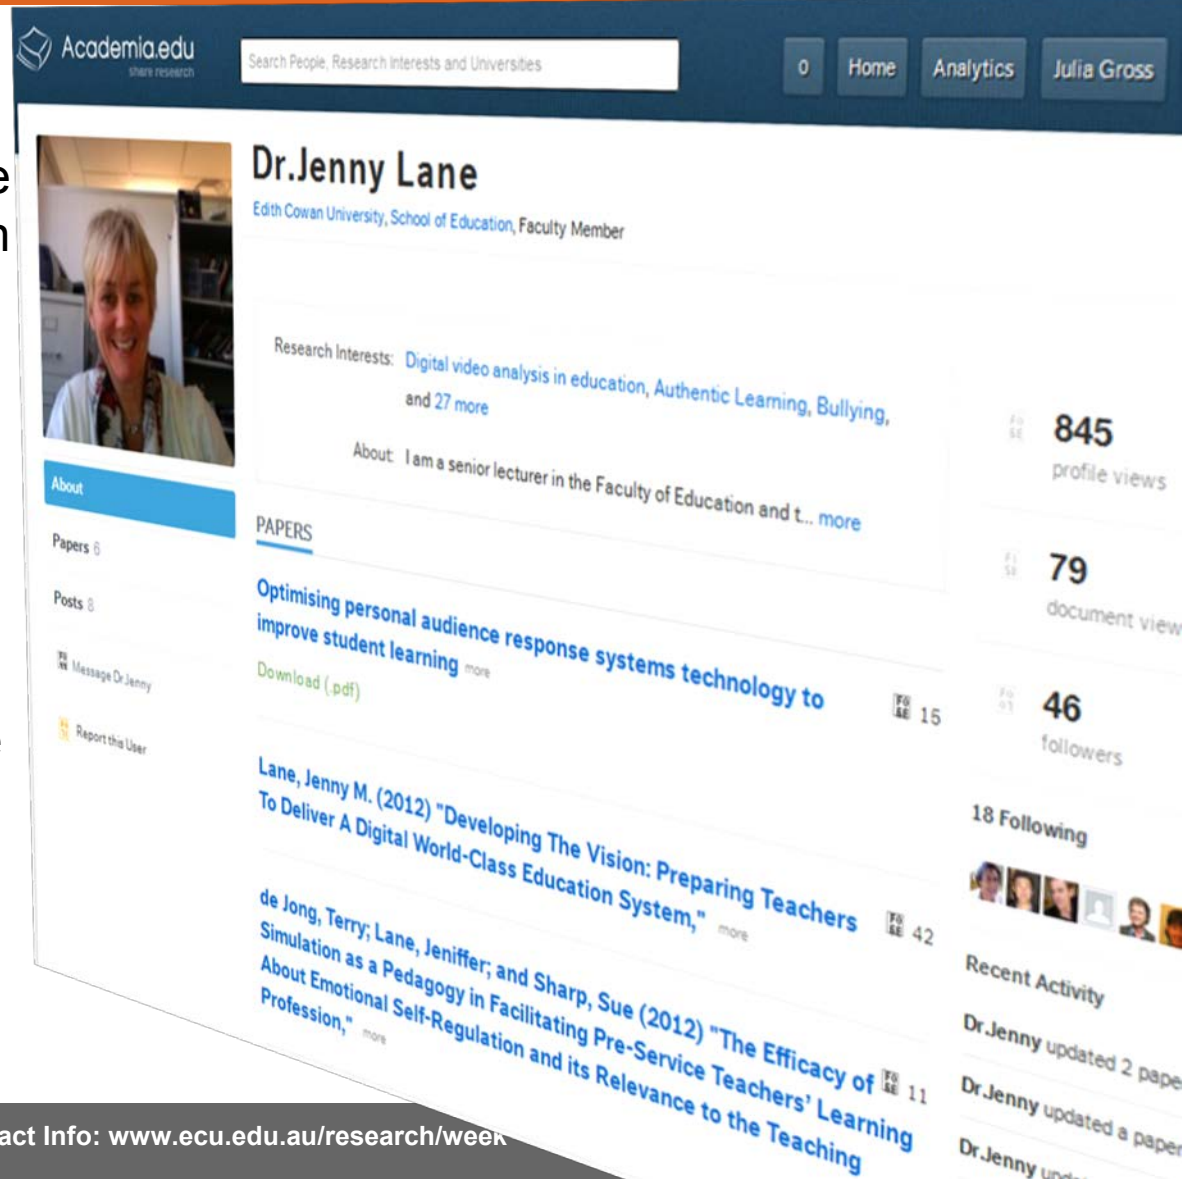 Academia.edu
share research
Search People, Research Interests and Universities
0
Home
Analytics
Julia Gross
Dr.Jenny Lane
Edith Cowan University, School of Education, Faculty Member
Research Interests: Digital video analysis in education, Authentic Learning, Bullying,
and 27 more
About: I am a senior lecturer in the Faculty of Education and t... more
845
profile views
79
document view
46
followers
18 Following
Recent Activity
Dr.Jenny updated 2 pape
Dr.Jenny updated a paper
Dr.Jenny upda
About
Papers 6
Posts 8
Message Dr.Jenny
Report this User
PAPERS
Optimising personal audience response systems technology to
improve student learning more
15
Download (.pdf)
Lane, Jenny M. (2012) "Developing The Vision: Preparing Teachers
To Deliver A Digital World-Class Education System," more
42
de Jong, Terry; Lane, Jeniffer; and Sharp, Sue (2012) "The Efficacy of
Simulation as a Pedagogy in Facilitating Pre-Service Teachers' Learning
About Emotional Self-Regulation and its Relevance to the Teaching
Profession," more
11
act Info: www.ecu.edu.au/research/week